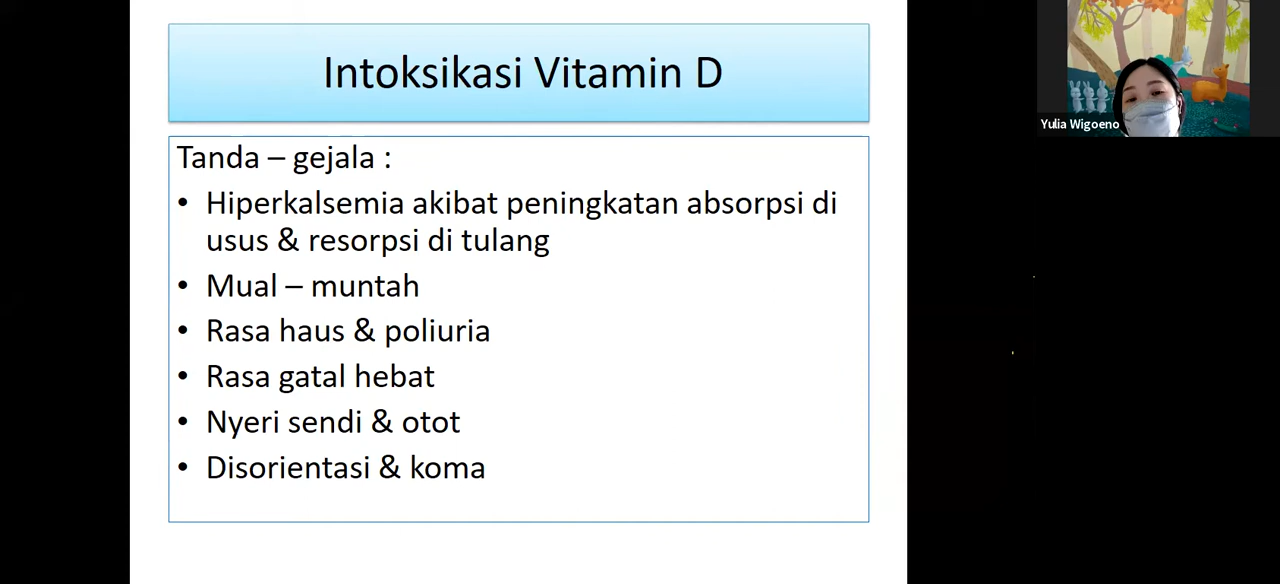 Intoksikasi Vitamin D
Tanda – gejala :
• Hiperkalsemia akibat peningkatan absorpsi di
usus & resorpsi di tulang
• Mual – muntah
• Rasa haus & poliuria
• Rasa gatal hebat
• Nyeri sendi & otot
• Disorientasi & koma
Yulia Wigoeno